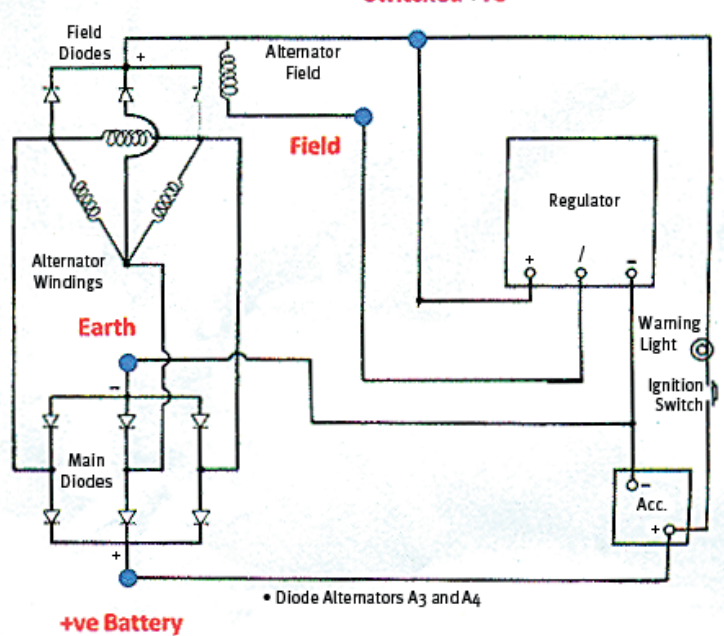 Field
Diodes
+
Alternator
Field
Field
Regulator
+ / -
Alternator
Windings
Earth
-
Warning
Light
Ignition
Switch
Main
Diodes
-
Acc.
+
+
• Diode Alternators A3 and A4
+ve Battery